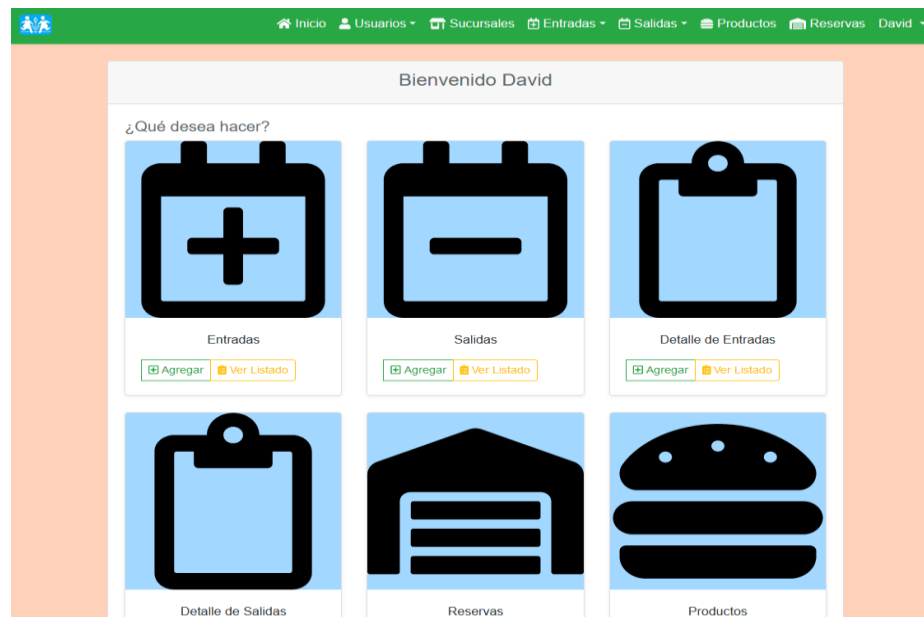 Inicio Usuarios Sucursales Entradas Salidas Productos Reservas David
Bienvenido David
¿Qué desea hacer?
Entradas Salidas Detalle de Entradas
Agregar Ver Listado Agregar Ver Listado Agregar Ver Listado
Detalle de Salidas Reservas Productos